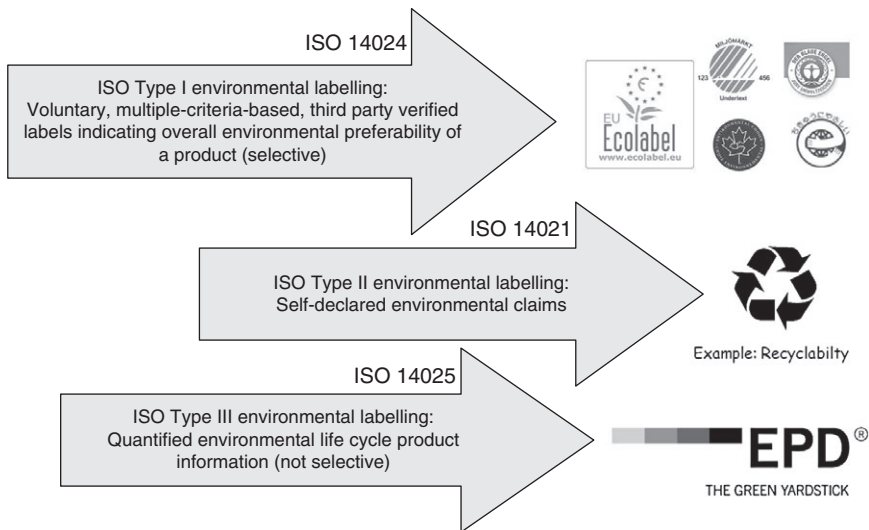 ISO 14024
ISO Type I environmental labelling:
Voluntary, multiple-criteria-based, third party verified
labels indicating overall environmental preferability of
a product (selective)
EU
Ecolabel
www.ecolabel.eu
MILJÖMÄRKT
123
456
Undertext
ISO 14021
ISO Type II environmental labelling:
Self-declared environmental claims
Example: Recyclabilty
ISO 14025
ISO Type III environmental labelling:
Quantified environmental life cycle product
information (not selective)
EPD®
THE GREEN YARDSTICK